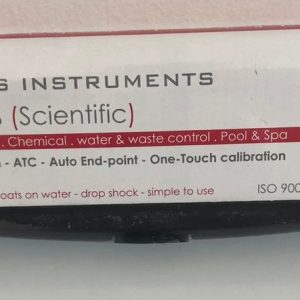 S INSTRUMENTS
(Scientific)
. Chemical . water & waste control . Pool & Spa
- ATC - Auto End-point - One-Touch calibration
oats on water - drop shock - simple to use
ISO 900